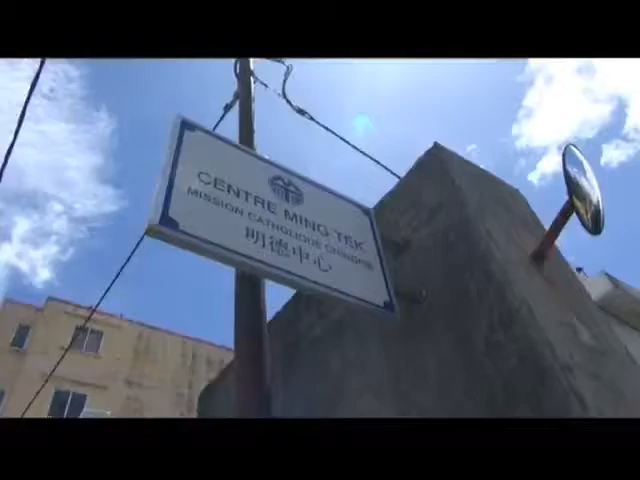 CENTRE MING TEK
MISSION CATHOLIQUE CHINOISE
明德中心